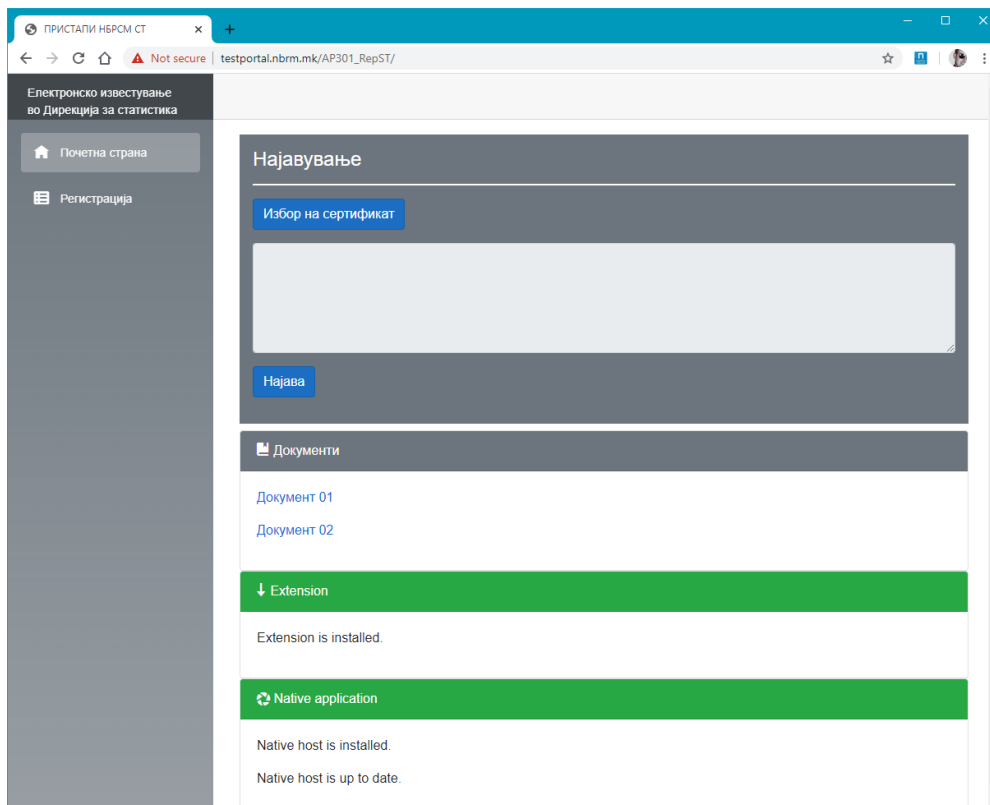 ПРИСТАПИ НБРСМ СТ
Not secure
testportal.nbrm.mk/AP301_RepST/
Електронско известување
во Дирекција за статистика
Почетна страна
Регистрација
Најавување
Избор на сертификат
Најава
Документи
Документ 01
Документ 02
Extension
Extension is installed.
Native application
Native host is installed.
Native host is up to date.